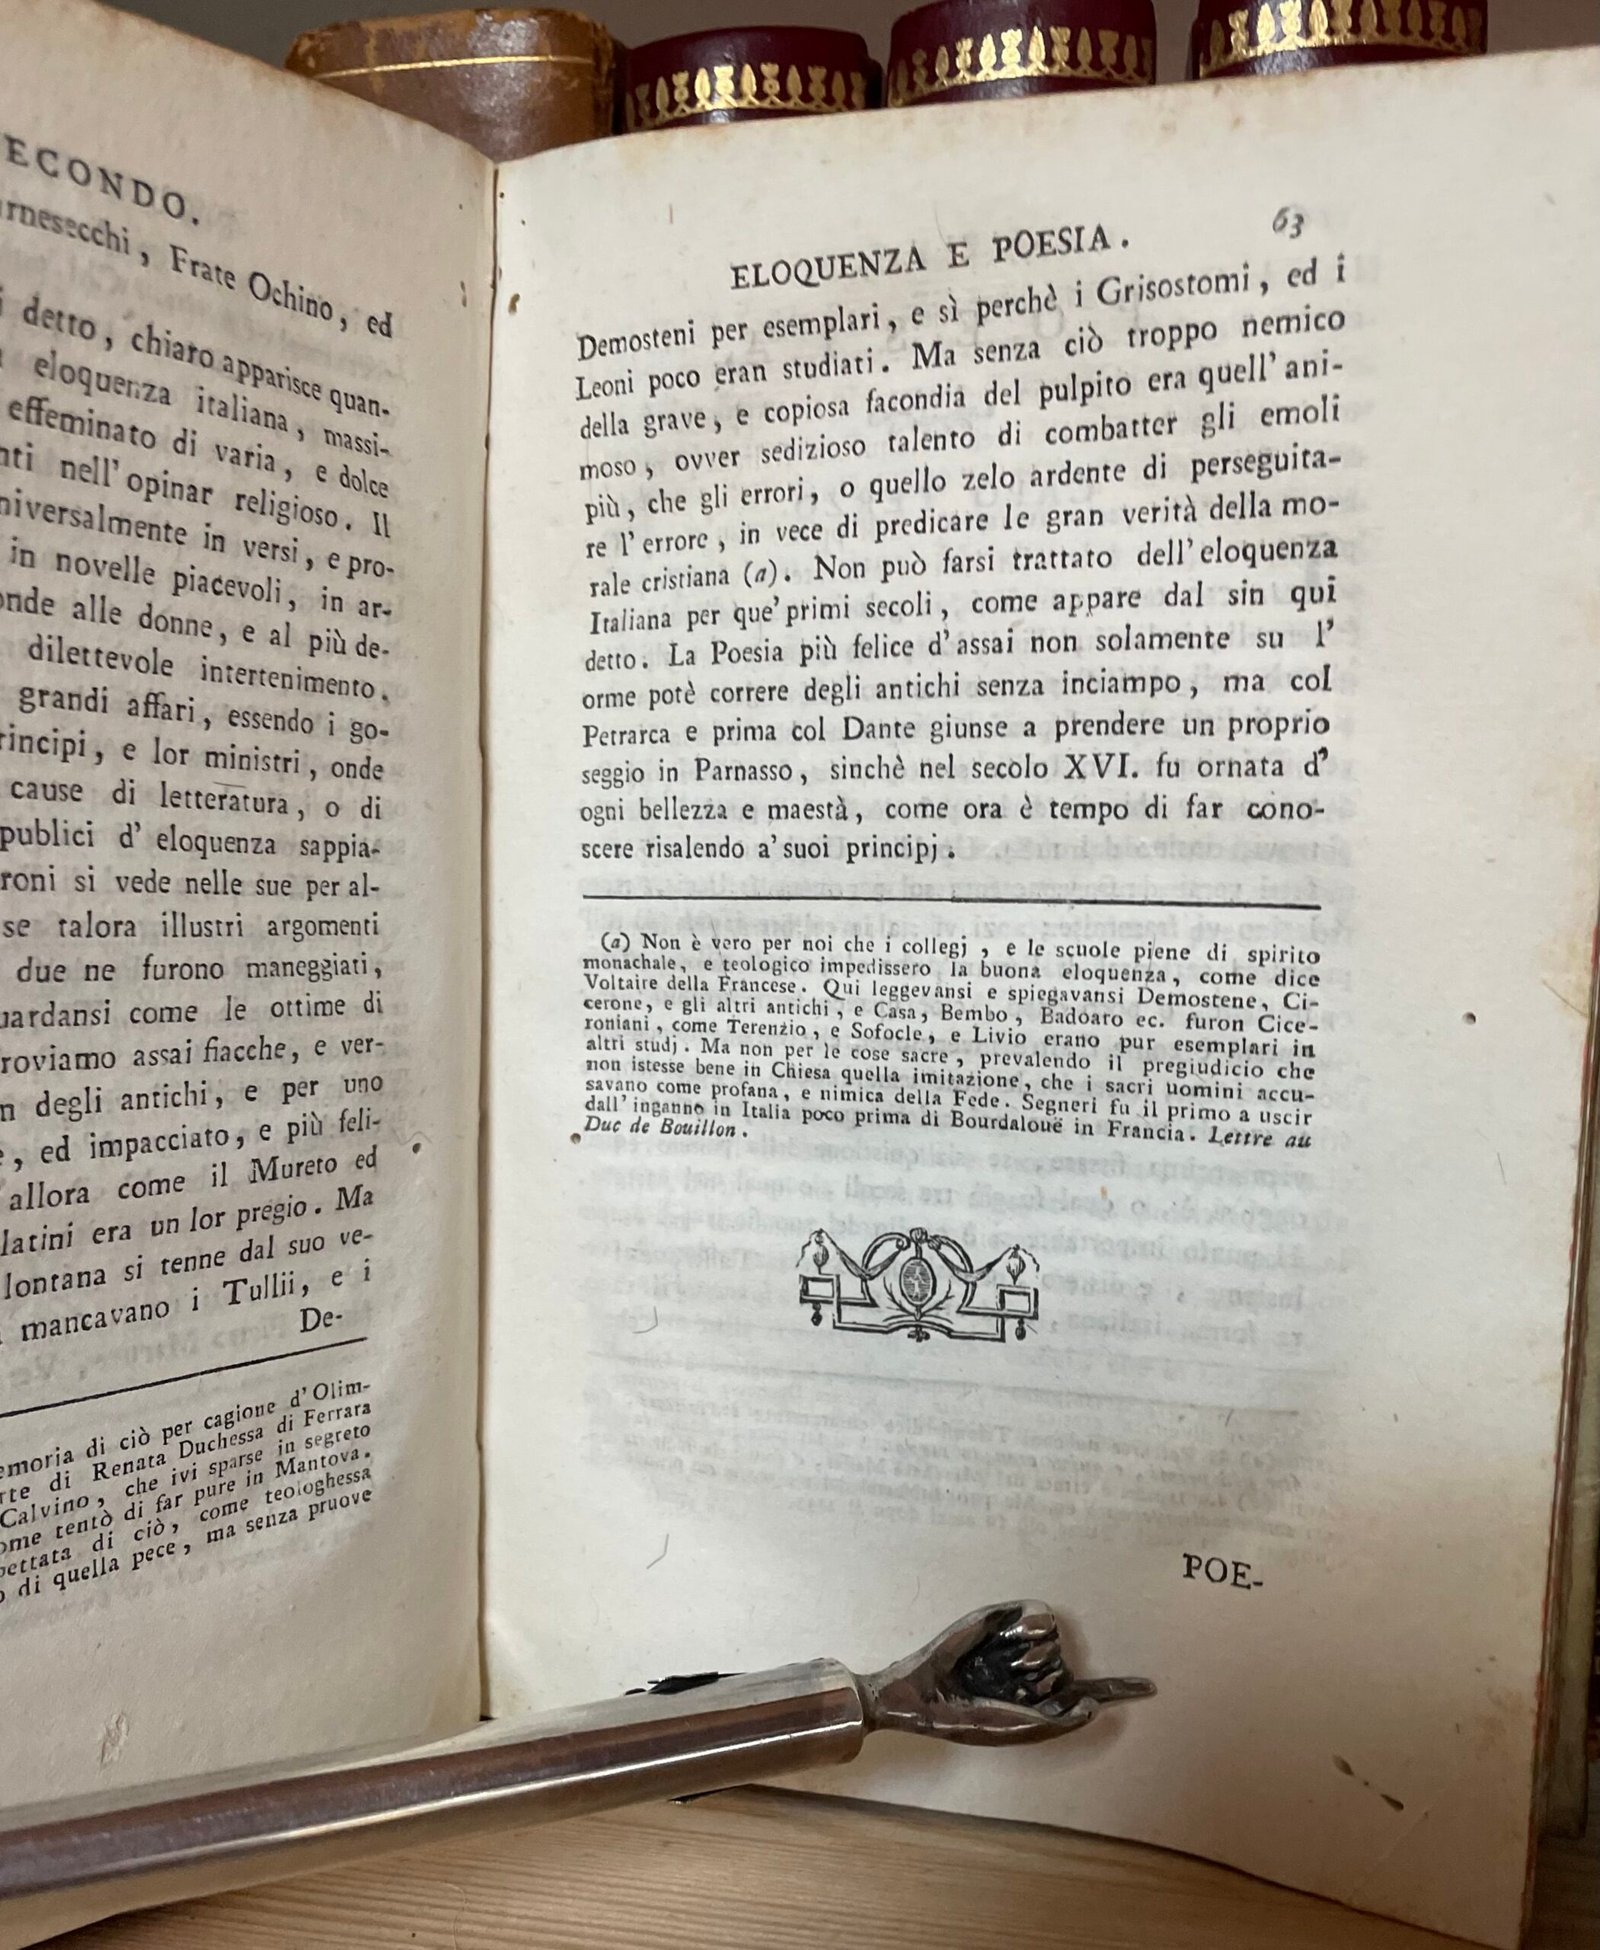 ECONDO.
rnesecchi, Frate Ochino, ed
detto, chiaro apparisce quan-
eloquenza italiana, massi-
effeminato di varia, e dolce
nti nell' opinar religioso. Il
niversalmente in versi, e pro-
in novelle piacevoli, in ar-
onde alle donne, e al più de-
dilettevole intertenimento.
grandi affari, essendo i go-
rincipi, e lor ministri, onde
cause di letteratura, o di
publici d' eloquenza sappia-
roni si vede nelle sue per al-
se talora illustri argomenti
due ne furono maneggiati,
uardansi come le ottime di
roviamo assai fiacche, e ver-
n degli antichi, e per uno
e, ed impacciato, e più feli-
allora come il Mureto ed
latini era un lor pregio. Ma
lontana si tenne dal suo ve-
mancavano i Tullii, e i
De-
emoria di ciò per cagione d'Olim-
rte di Renata Duchessa di Ferrara
Calvino, che ivi sparse in segreto
ome tentò di far pure in Mantova.
pettata di ciò, come teologhessa
o di quella pece, ma senza pruove
ELOQUENZA E POESIA. 63
Demosteni per esemplari, e sì perchè i Grisostomi, ed i
Leoni poco eran studiati. Ma senza ciò troppo nemico
della grave, e copiosa facondia del pulpito era quell' ani-
moso, ovver sedizioso talento di combatter gli emoli
più, che gli errori, o quello zelo ardente di perseguita-
re l'errore, in vece di predicare le gran verità della mo-
rale cristiana (a). Non può farsi trattato dell' eloquenza
Italiana per que' primi secoli, come appare dal sin qui
detto. La Poesia più felice d' assai non solamente su l'
orme potè correre degli antichi senza inciampo, ma col
Petrarca e prima col Dante giunse a prendere un proprio
seggio in Parnasso, sinchè nel secolo XVI. fu ornata d'
ogni bellezza e maestà, come ora è tempo di far cono-
scere risalendo a' suoi principj.
(a) Non è vero per noi che i collegj, e le scuole piene di spirito
monachale, e teologico impedissero la buona eloquenza, come dice
Voltaire della Francese. Qui leggevansi e spiegavansi Demostene, Ci-
cerone, e gli altri antichi, e Casa, Bembo, Badoaro ec. furon Cice-
roniani, come Terenzio, e Sofocle, e Livio erano pur esemplari in
altri studj. Ma non per le cose sacre, prevalendo il pregiudicio che
non istesse bene in Chiesa quella imitazione, che i sacri uomini accu-
savano come profana, e nimica della Fede. Segneri fu il primo a uscir
dall' inganno in Italia poco prima di Bourdaloue in Francia. Lettre au
Duc de Bouillon.
POE-